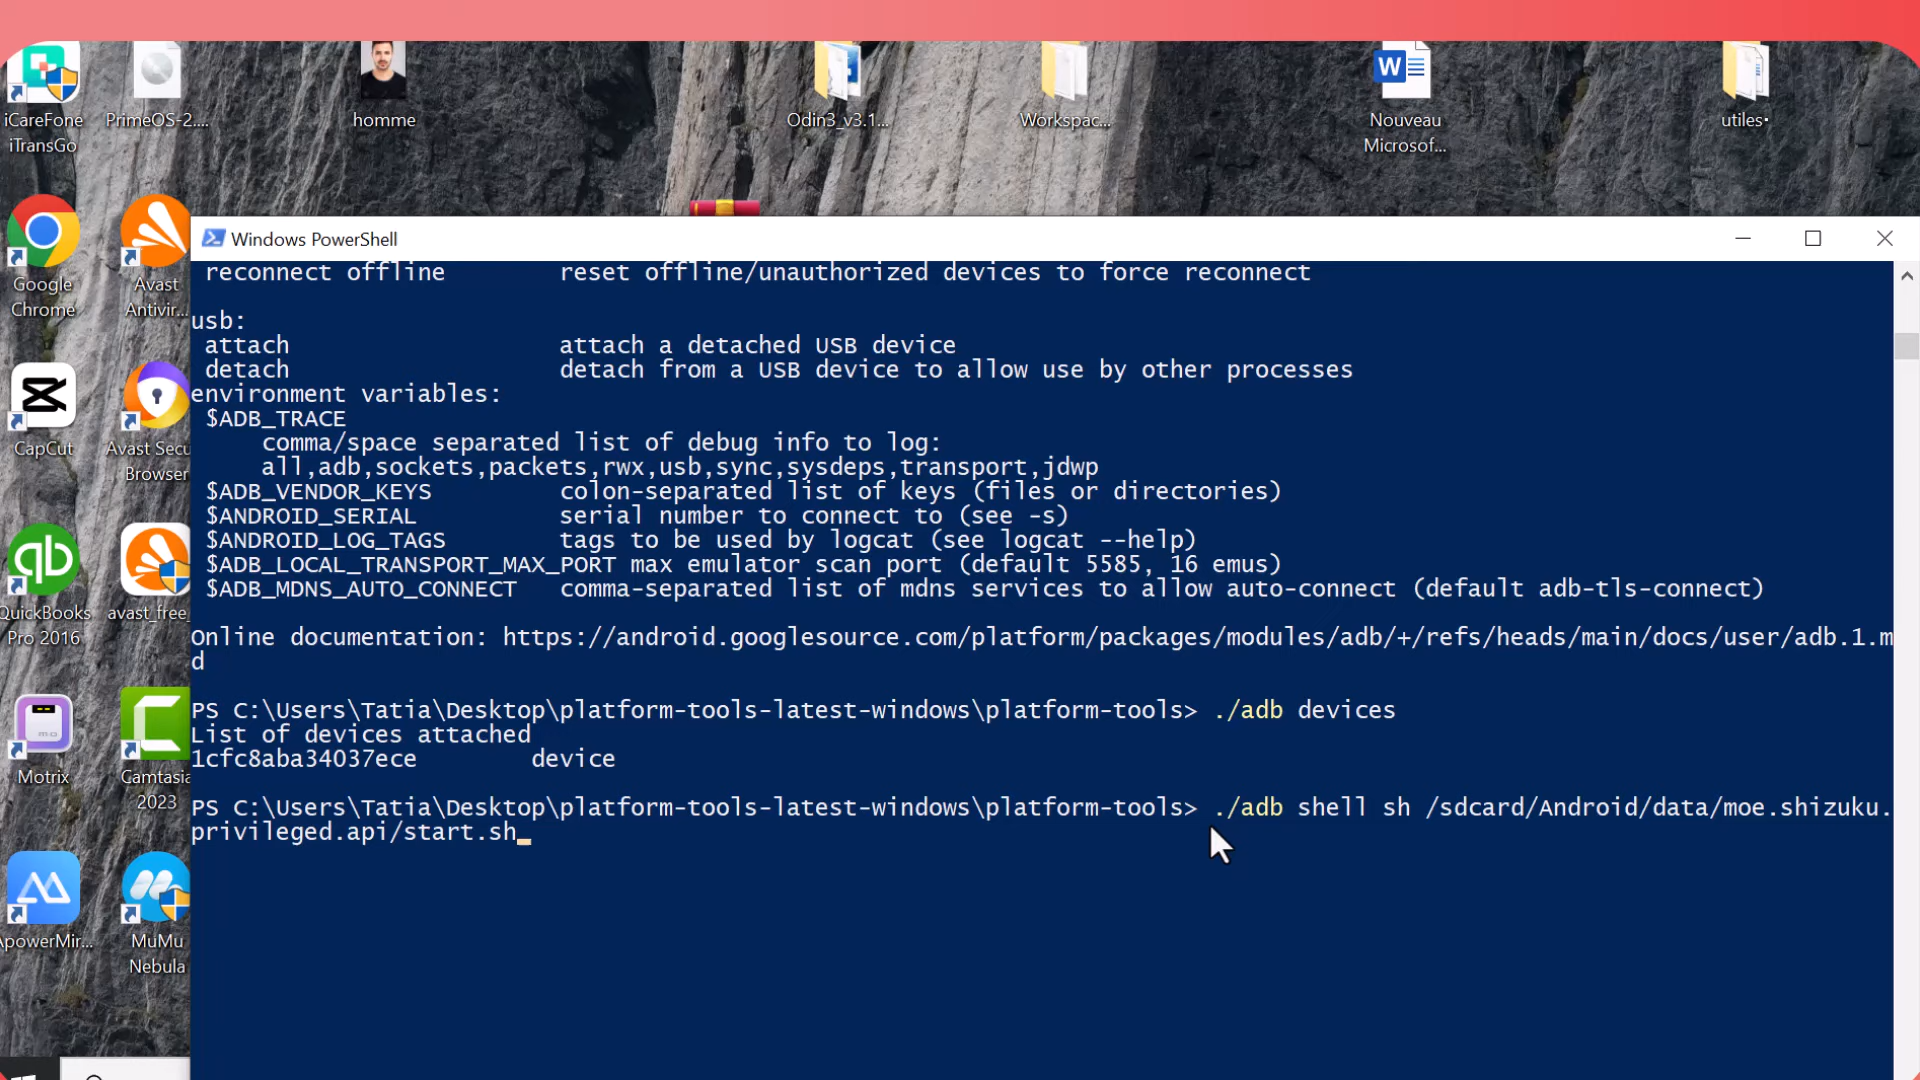 iCareFone
iTransGo
PrimeOS-2....
homme
Odin3_v3.1...
Workspac...
W
Nouveau
Microsof...
utiles•
Google
Chrome
Avast
Antivir...
CapCut
Avast Secu
Browser
qb
QuickBooks
Pro 2016
avast_free_
Motrix
Camtasia
2023
ApowerMir...
MuMu
Nebula
Windows PowerShell
reconnect offline reset offline/unauthorized devices to force reconnect
usb:
attach attach a detached USB device
detach detach from a USB device to allow use by other processes
environment variables:
$ADB_TRACE
comma/space separated list of debug info to log:
all,adb,sockets,packets,rwx,usb,sync,sysdeps,transport,jdwp
$ADB_VENDOR_KEYS colon-separated list of keys (files or directories)
$ANDROID_SERIAL serial number to connect to (see -s)
$ANDROID_LOG_TAGS tags to be used by logcat (see logcat --help)
$ADB_LOCAL_TRANSPORT_MAX_PORT max emulator scan port (default 5585, 16 emus)
$ADB_MDNS_AUTO_CONNECT comma-separated list of mdns services to allow auto-connect (default adb-tls-connect)
Online documentation: https://android.googlesource.com/platform/packages/modules/adb/+/refs/heads/main/docs/user/adb.1.m
d
PS C:\Users\Tatia\Desktop\platform-tools-latest-windows\platform-tools> ./adb devices
List of devices attached
1cfc8aba34037ece device
PS C:\Users\Tatia\Desktop\platform-tools-latest-windows\platform-tools> ./adb shell sh /sdcard/Android/data/moe.shizuku.
privileged.api/start.sh_